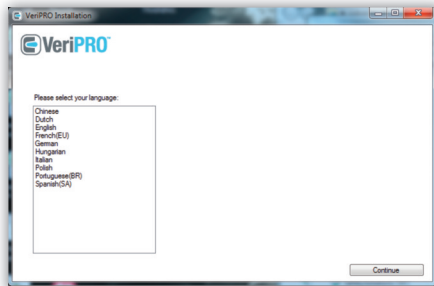 VeriPRO Installation
VeriPRO™
Please select your language:
Chinese
Dutch
English
French(EU)
German
Hungarian
Italian
Polish
Portuguese(BR)
Spanish(SA)
Continue